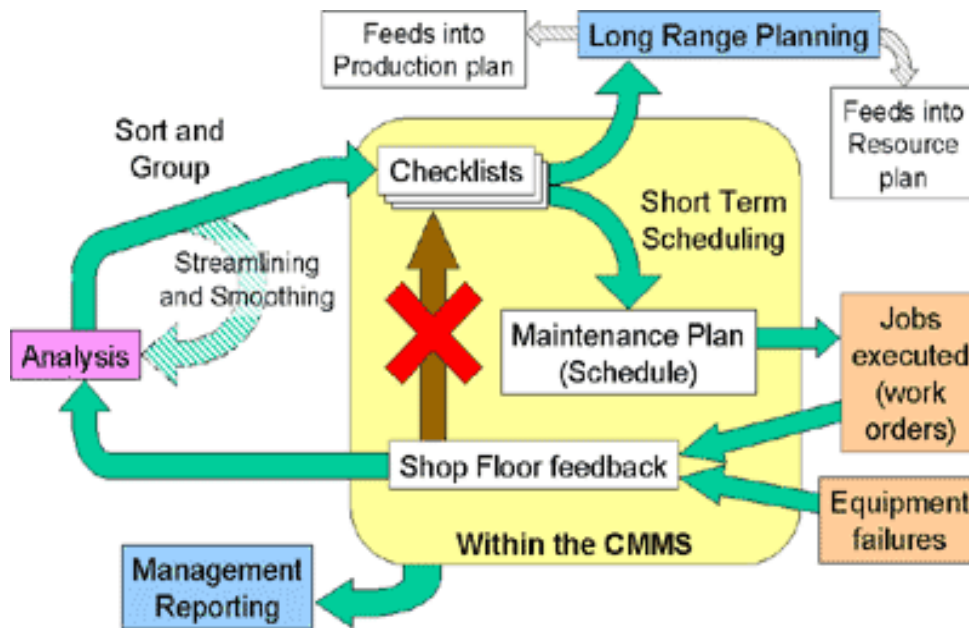 Feeds into
Production plan
Long Range Planning
Feeds into
Resource
plan
Sort and
Group
Checklists
Short Term
Scheduling
Streamlining
and Smoothing
Analysis
Maintenance Plan
(Schedule)
Jobs
executed
(work
orders)
Shop Floor feedback
Equipment
failures
Within the CMMS
Management
Reporting